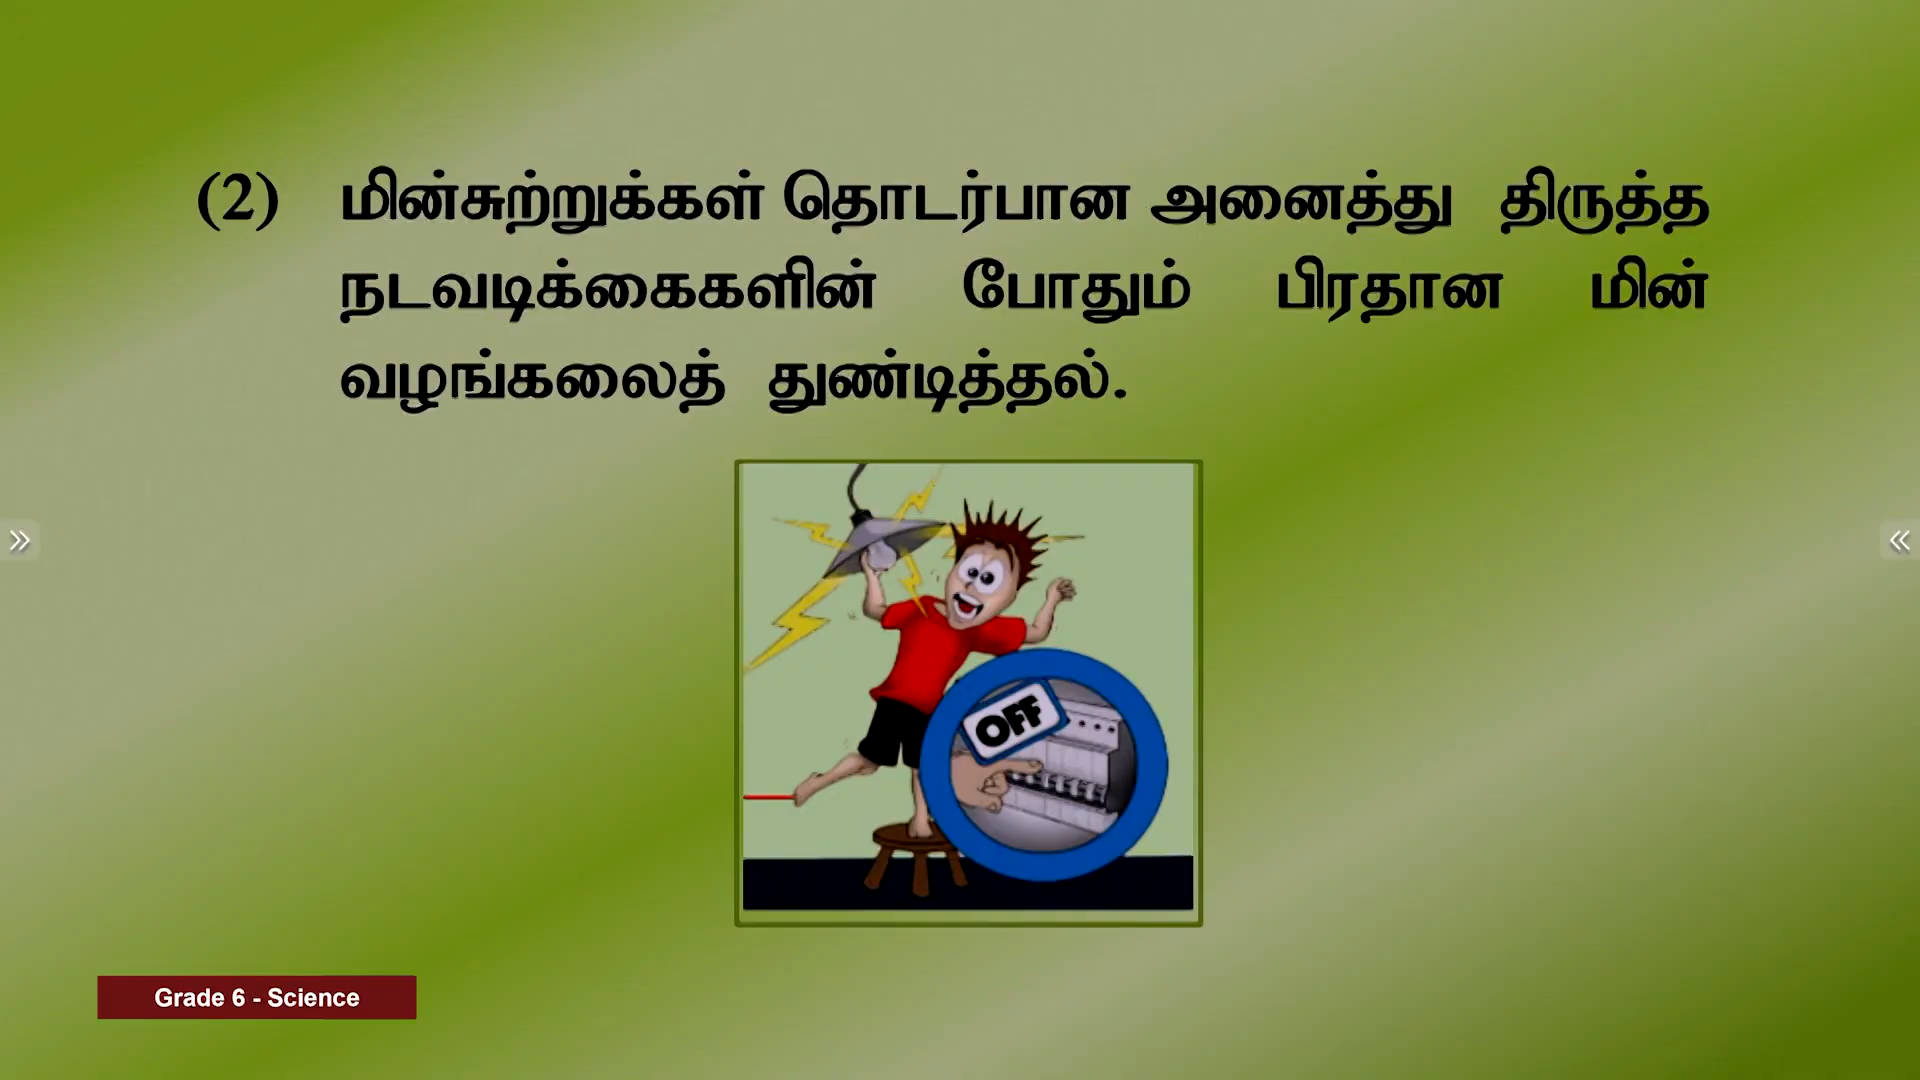 (2) மின்சுற்றுக்கள் தொடர்பான அனைத்து திருத்த
நடவடிக்கைகளின் போதும் பிரதான மின்
வழங்கலைத் துண்டித்தல்.
OFF
Grade 6 - Science